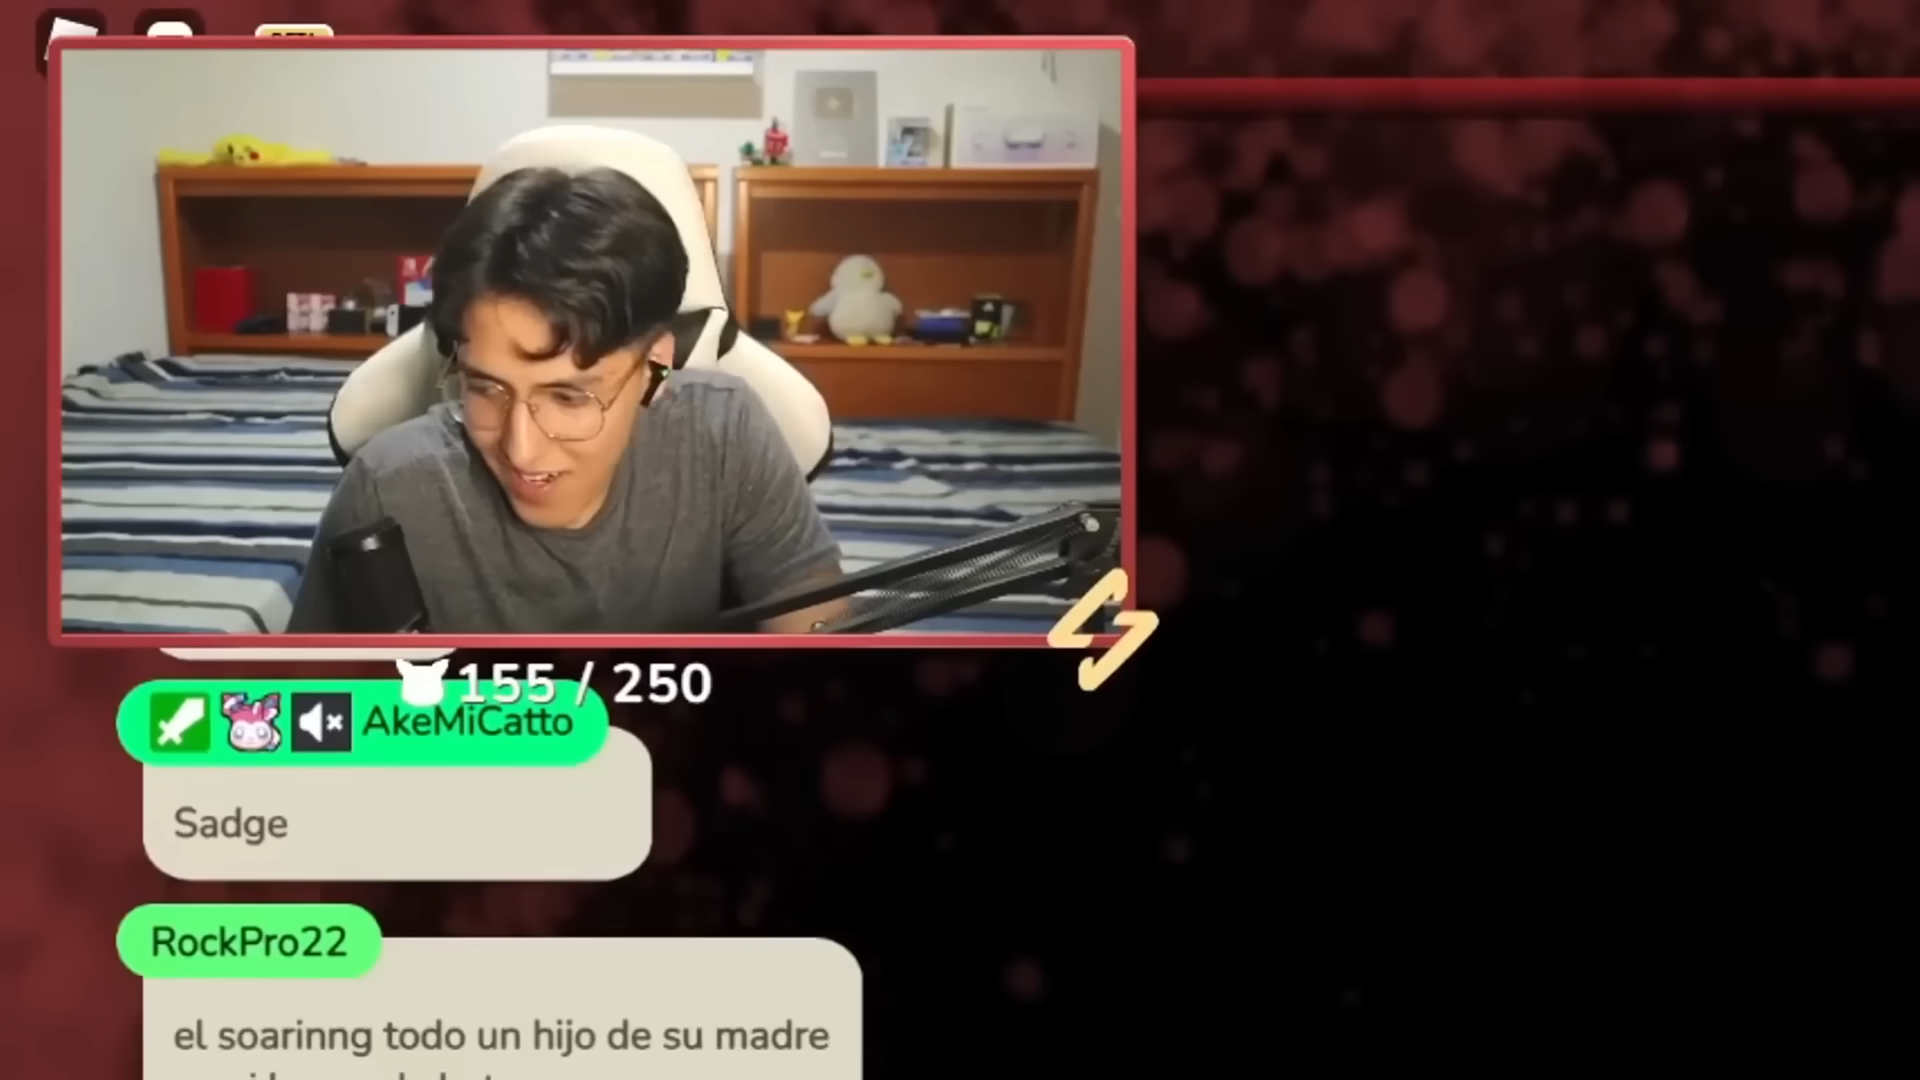 155 / 250
AkeMiCatto
Sadge
RockPro22
el soarinng todo un hijo de su madre